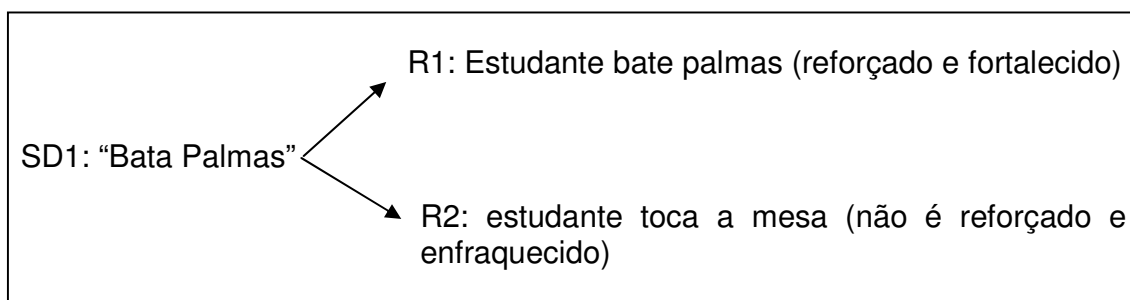 R1: Estudante bate palmas (reforçado e fortalecido)
SD1: “Bata Palmas”
R2: estudante toca a mesa (não é reforçado e
enfraquecido)